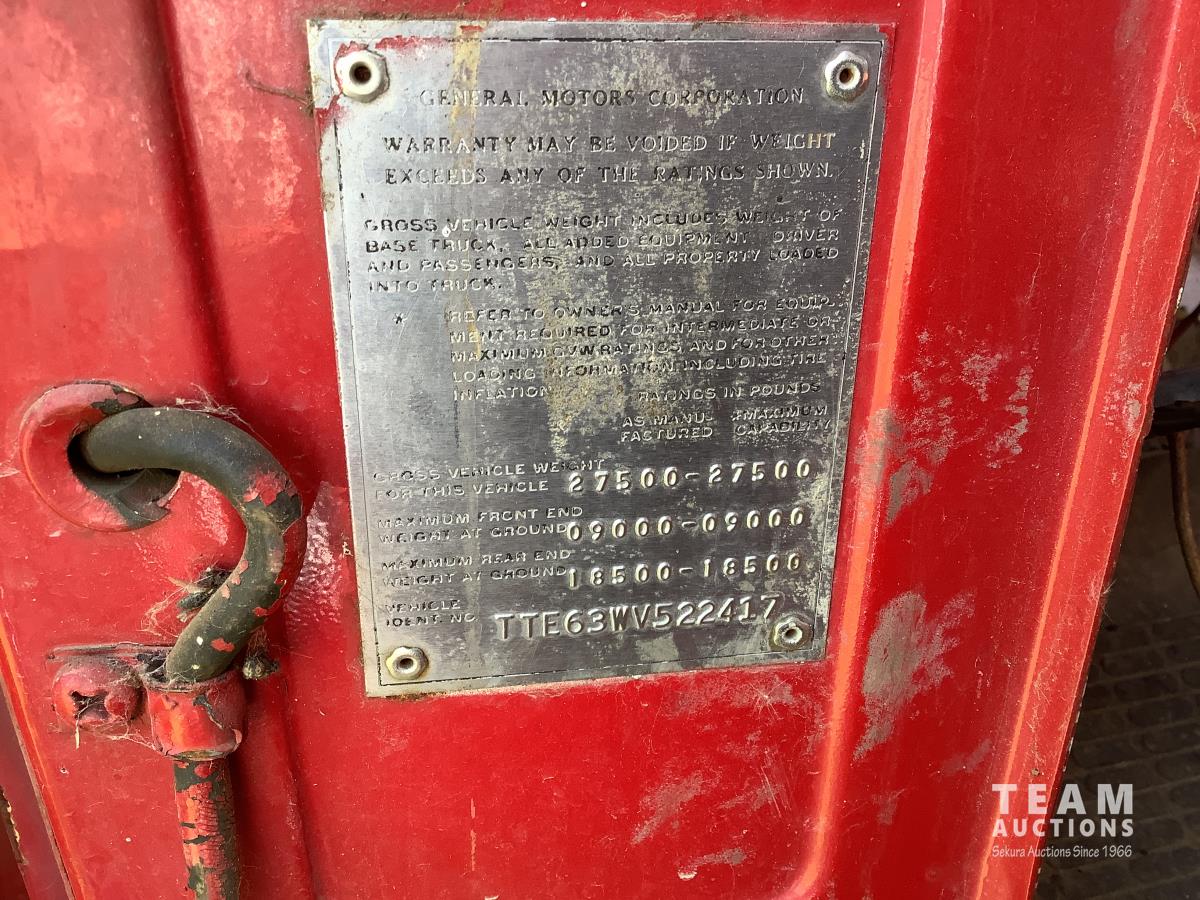 GENERAL MOTORS CORPORATION
WARRANTY MAY BE VOIDED IF WEIGHT
EXCEEDS ANY OF THE RATINGS SHOWN.
GROSS VEHICLE WEIGHT INCLUDES WEIGHT OF
BASE TRUCK, ALL ADDED EQUIPMENT, DRIVER
AND PASSENGERS, AND ALL PROPERTY LOADED
INTO TRUCK.
* REFER TO OWNER'S MANUAL FOR EQUIP-
MENT REQUIRED FOR INTERMEDIATE OR
MAXIMUM GVW RATINGS AND FOR OTHER
LOADING INFORMATION INCLUDING TIRE
INFLATION
RATINGS IN POUNDS
AS MANU- *MAXIMUM
FACTURED CAPABILITY
GROSS VEHICLE WEIGHT
FOR THIS VEHICLE 27500-27500
MAXIMUM FRONT END
WEIGHT AT GROUND 09000-09000
MAXIMUM REAR END
WEIGHT AT GROUND 18500-18500
VEHICLE
IDENT. NO. TTE63WV522417
TEAM
AUCTIONS
Sekura Auctions Since 1966